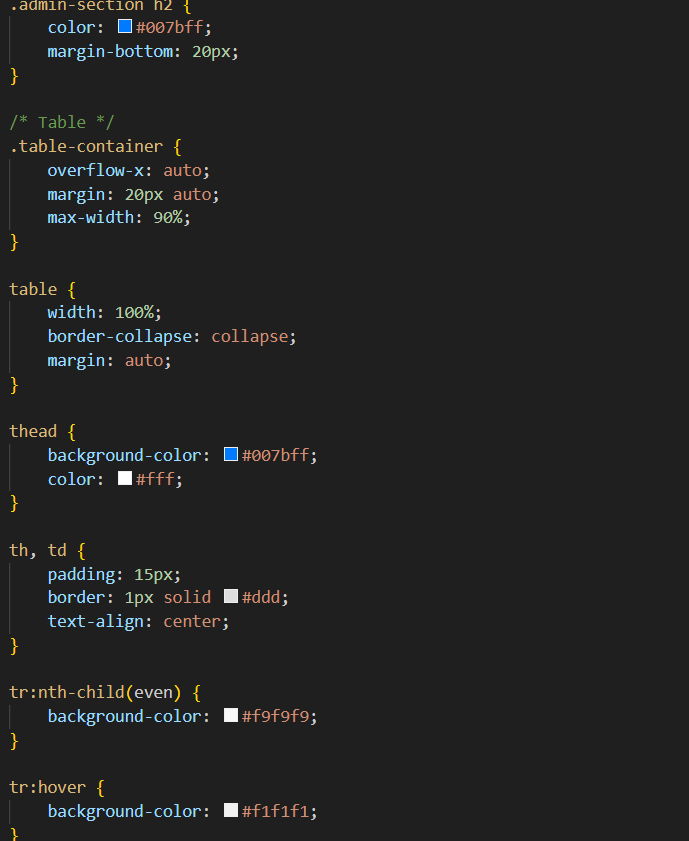 .admin-section h2 {
color: #007bff;
margin-bottom: 20px;
}
/* Table */
.table-container {
overflow-x: auto;
margin: 20px auto;
max-width: 90%;
}
table {
width: 100%;
border-collapse: collapse;
margin: auto;
}
thead {
background-color: #007bff;
color: #fff;
}
th, td {
padding: 15px;
border: 1px solid #ddd;
text-align: center;
}
tr:nth-child(even) {
background-color: #f9f9f9;
}
tr:hover {
background-color: #f1f1f1;
}